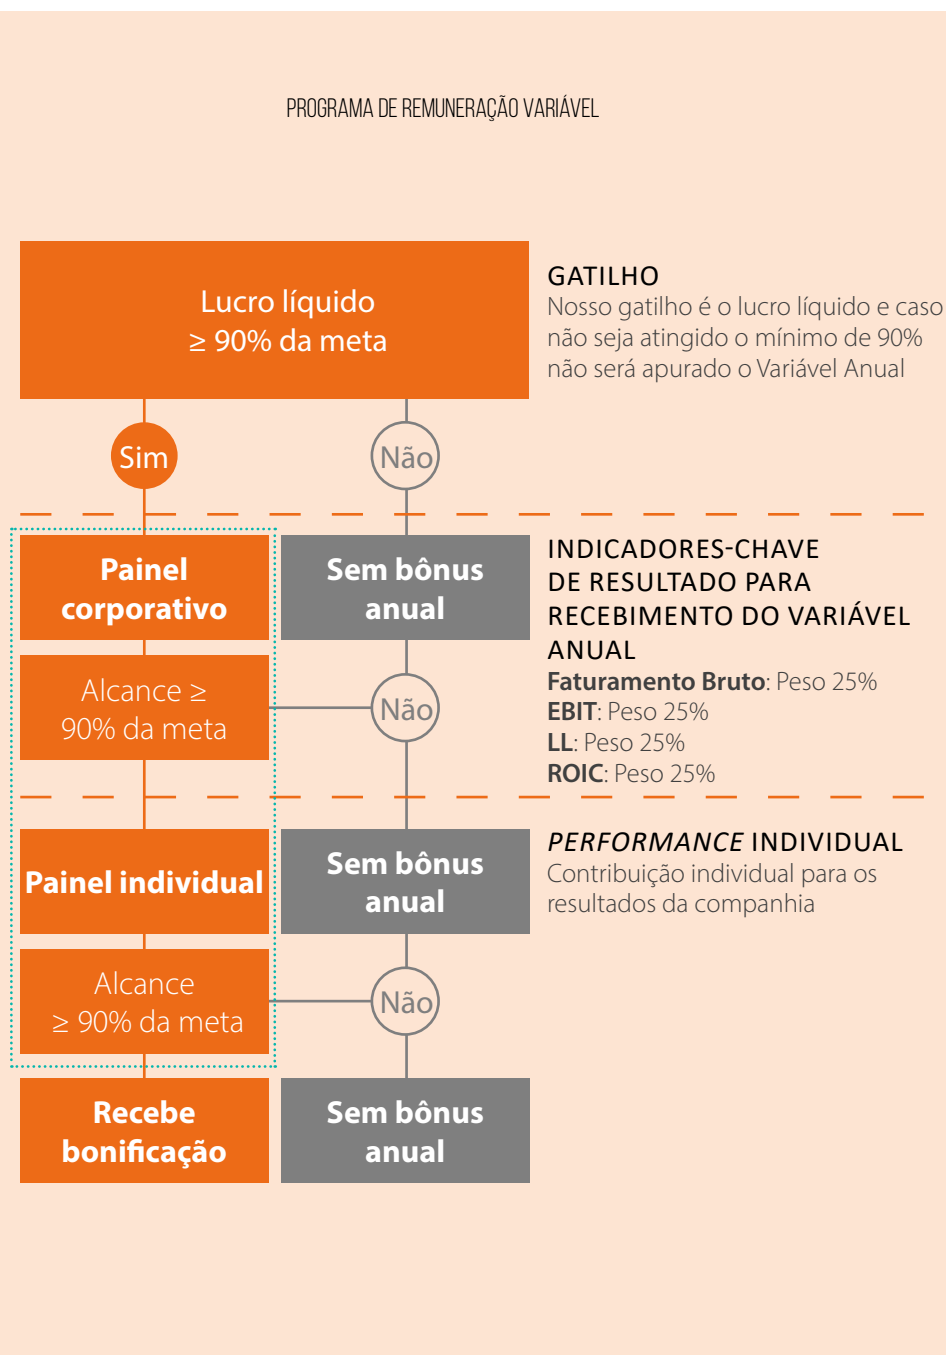 PROGRAMA DE REMUNERAÇÃO VARIÁVEL
Lucro líquido
≥ 90% da meta
GATILHO
Nosso gatilho é o lucro líquido e caso
não seja atingido o mínimo de 90%
não será apurado o Variável Anual
Sim
Não
Painel
corporativo
Sem bônus
anual
INDICADORES-CHAVE
DE RESULTADO PARA
RECEBIMENTO DO VARIÁVEL
ANUAL
Faturamento Bruto: Peso 25%
EBIT: Peso 25%
LL: Peso 25%
ROIC: Peso 25%
Alcance ≥
90% da meta
Não
Painel individual
Sem bônus
anual
PERFORMANCE INDIVIDUAL
Contribuição individual para os
resultados da companhia
Alcance
≥ 90% da meta
Não
Recebe
bonificação
Sem bônus
anual